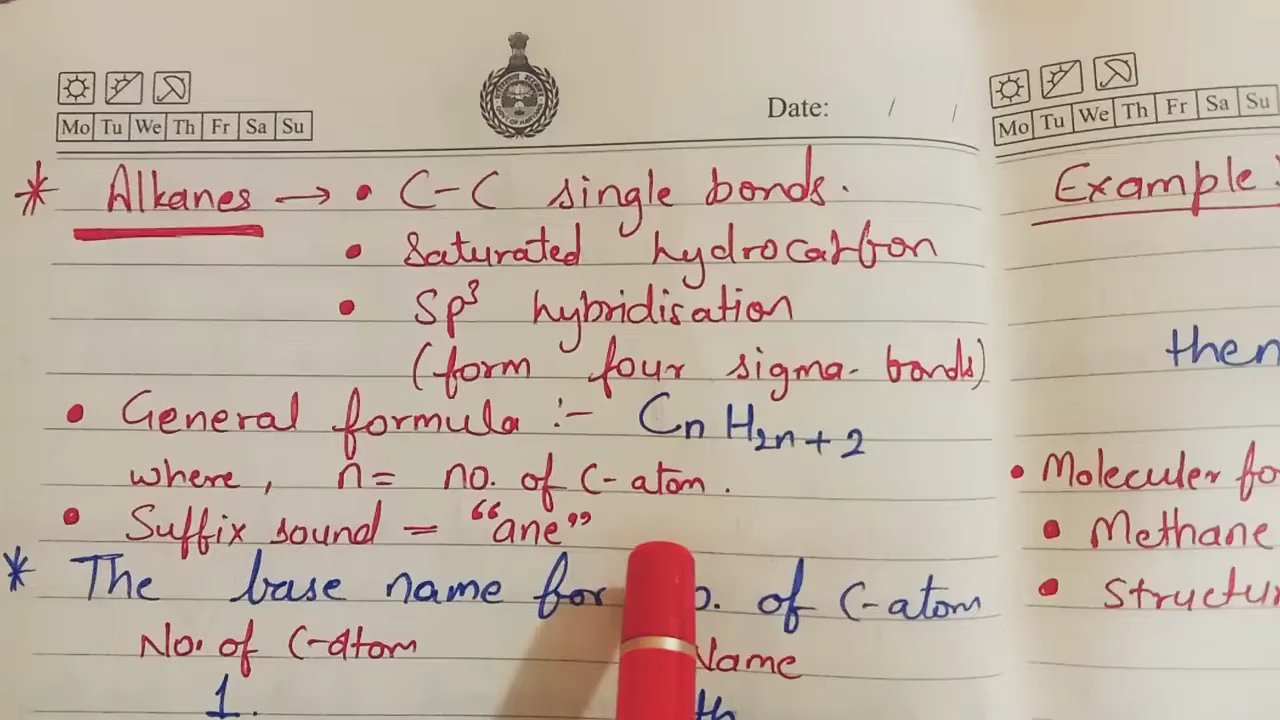 Mo Tu We Th Fr Sa Su
Date: / /
* Alkanes → • C-C single bonds.
• Saturated hydrocarbon
• Sp³ hybridisation
(form four sigma bonds)
• General formula :- CnH2n+2
where, n= no. of C-atom.
• Suffix sound = "ane"
* The base name for of C-atom
No. of C-atom Name
1.
Mo Tu We Th Fr Sa Su
Example:
then
• Moleculer
• Methane
•